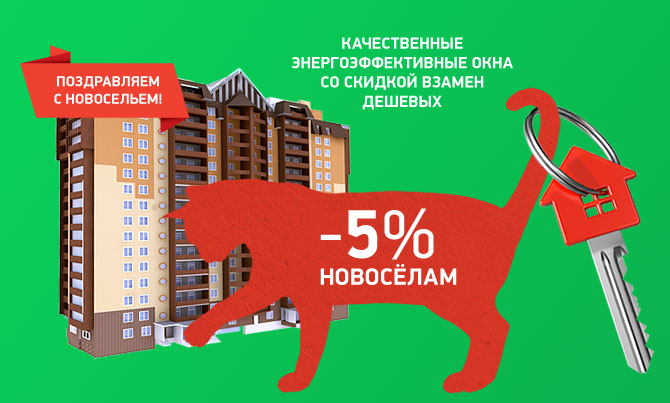 ПОЗДРАВЛЯЕМ
С НОВОСЕЛЬЕМ!
КАЧЕСТВЕННЫЕ
ЭНЕРГОЭФФЕКТИВНЫЕ ОКНА
СО СКИДКОЙ ВЗАМЕН
ДЕШЕВЫХ
-5%
НОВОСЁЛАМ